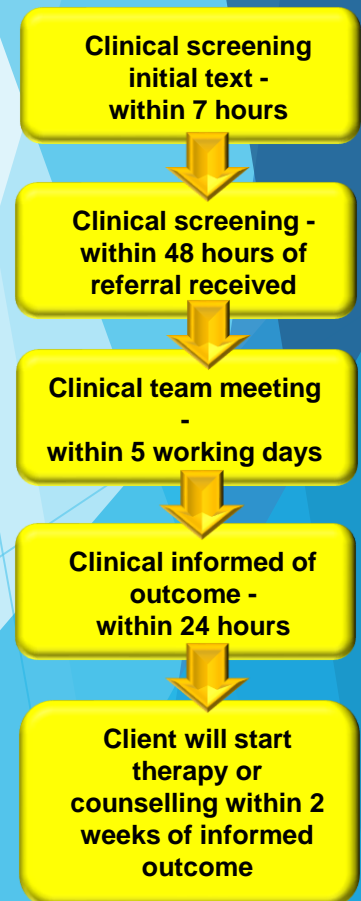 Clinical screening
initial text -
within 7 hours
Clinical screening -
within 48 hours of
referral received
Clinical team meeting
-
within 5 working days
Clinical informed of
outcome -
within 24 hours
Client will start
therapy or
counselling within 2
weeks of informed
outcome